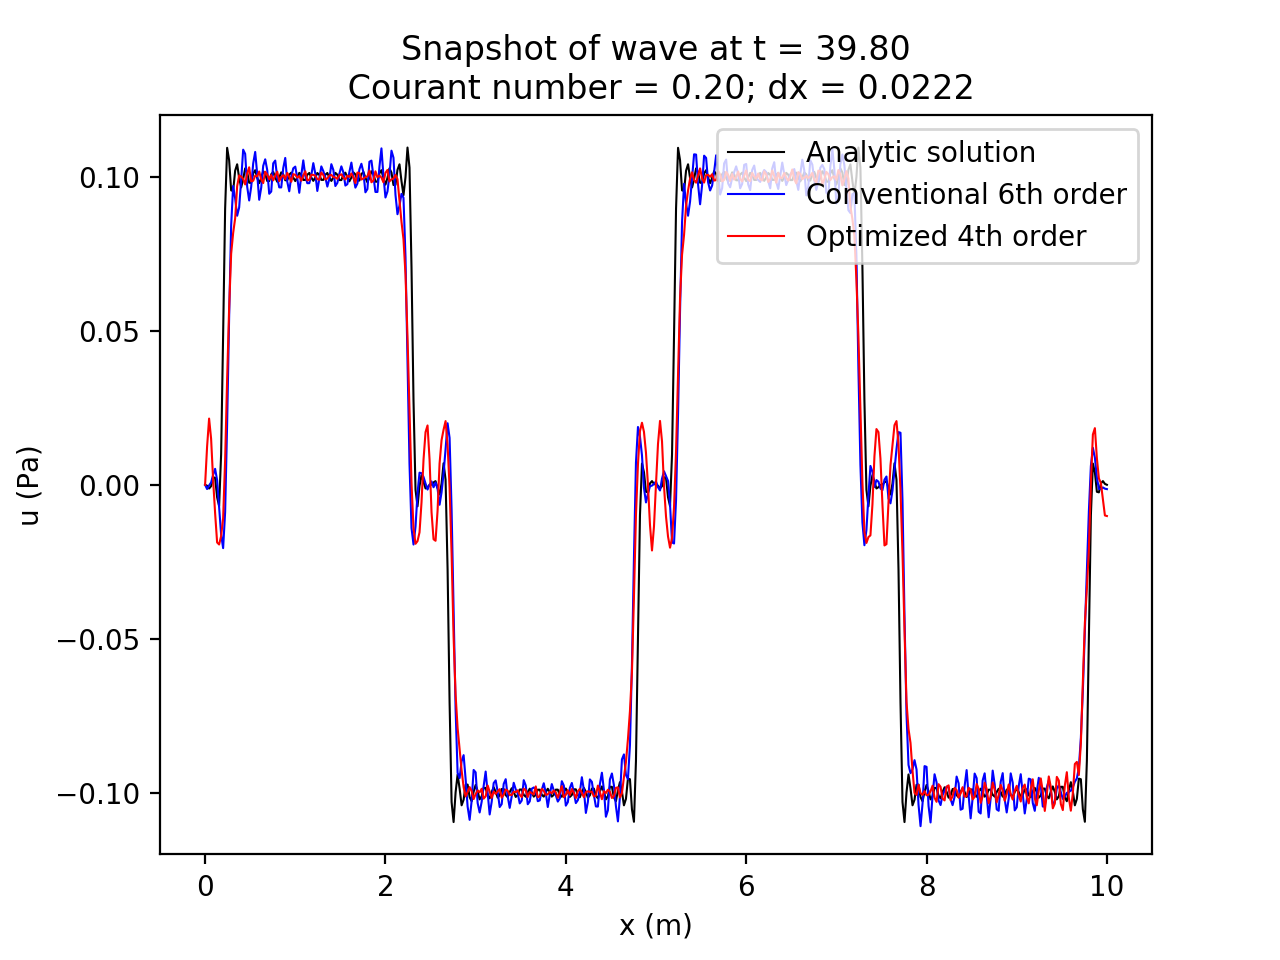 Snapshot of wave at t = 39.80
Courant number = 0.20; dx = 0.0222
Analytic solution
Conventional 6th order
Optimized 4th order
u (Pa)
0.10
0.05
0.00
−0.05
−0.10
0 2 4 6 8 10
x (m)